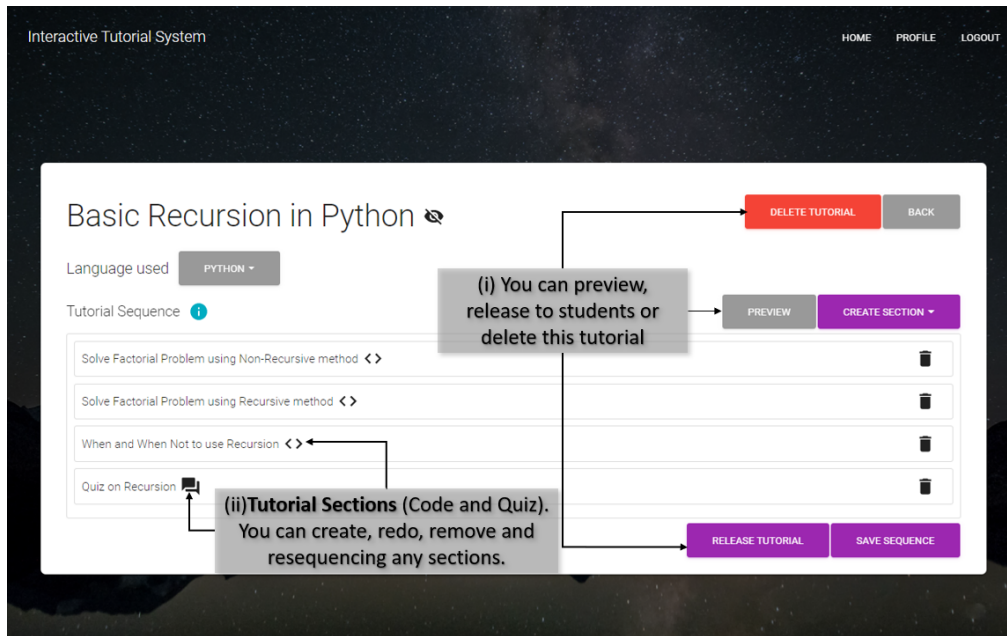 Interactive Tutorial System
HOME PROFILE LOGOUT
Basic Recursion in Python
DELETE TUTORIAL BACK
Language used PYTHON
(i) You can preview,
release to students or
delete this tutorial
Tutorial Sequence i
PREVIEW CREATE SECTION
Solve Factorial Problem using Non-Recursive method <>
Solve Factorial Problem using Recursive method <>
When and When Not to use Recursion <>
Quiz on Recursion
(ii)Tutorial Sections (Code and Quiz).
You can create, redo, remove and
resequencing any sections.
RELEASE TUTORIAL SAVE SEQUENCE